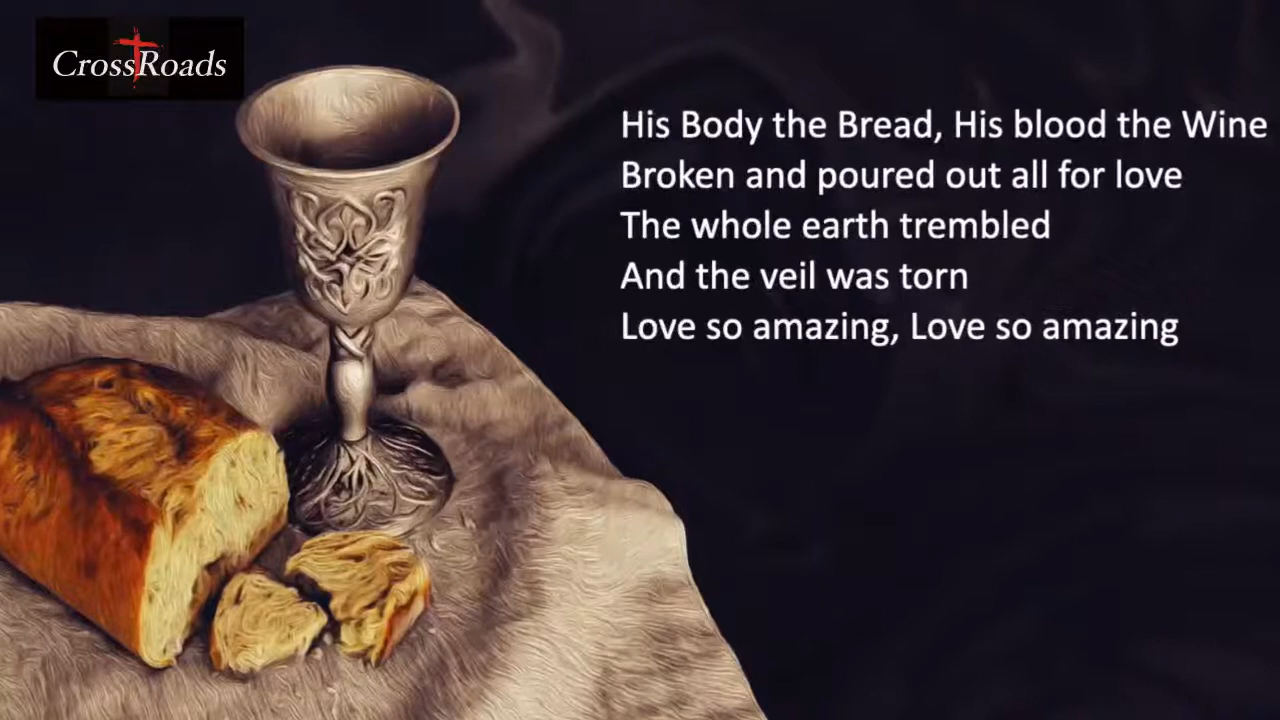 CrossRoads
His Body the Bread, His blood the Wine
Broken and poured out all for love
The whole earth trembled
And the veil was torn
Love so amazing, Love so amazing